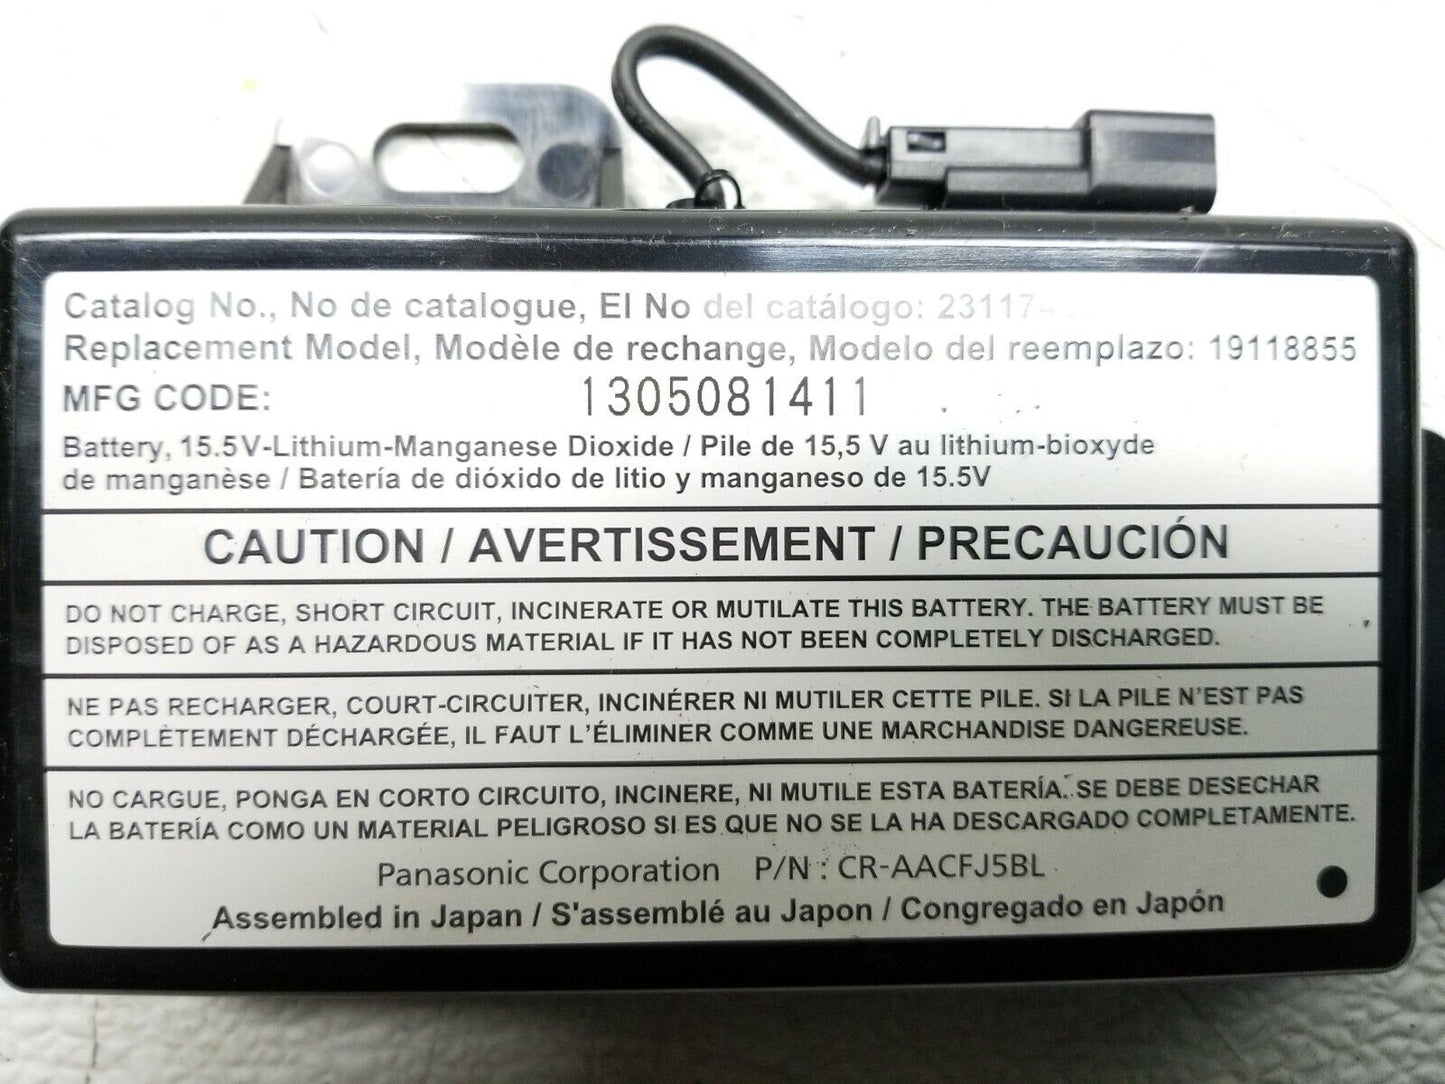 Catalog No., No de catalogue, El No del catálogo:
Replacement Model, Modèle de rechange, Modelo del reemplazo: 19118855
MFG CODE: 1305081411
Battery, 15.5V-Lithium-Manganese Dioxide / Pile de 15,5 V au lithium-bioxyde
de manganèse / Batería de dióxido de litio y manganeso de 15.5V
CAUTION / AVERTISSEMENT / PRECAUCIÓN
DO NOT CHARGE, SHORT CIRCUIT, INCINERATE OR MUTILATE THIS BATTERY. THE BATTERY MUST BE
DISPOSED OF AS A HAZARDOUS MATERIAL IF IT HAS NOT BEEN COMPLETELY DISCHARGED.
NE PAS RECHARGER, COURT-CIRCUITER, INCINÉRER NI MUTILER CETTE PILE. SI LA PILE N'EST PAS
COMPLÈTEMENT DÉCHARGÉE, IL FAUT L'ÉLIMINER COMME UNE MARCHANDISE DANGEREUSE.
NO CARGUE, PONGA EN CORTO CIRCUITO, INCINERE, NI MUTILE ESTA BATERÍA. SE DEBE DESECHAR
LA BATERÍA COMO UN MATERIAL PELIGROSO SI ES QUE NO SE LA HA DESCARGADO COMPLETAMENTE.
Panasonic Corporation P/N : CR-AACFJ5BL
Assembled in Japan / S'assemblé au Japon / Congregado en Japón